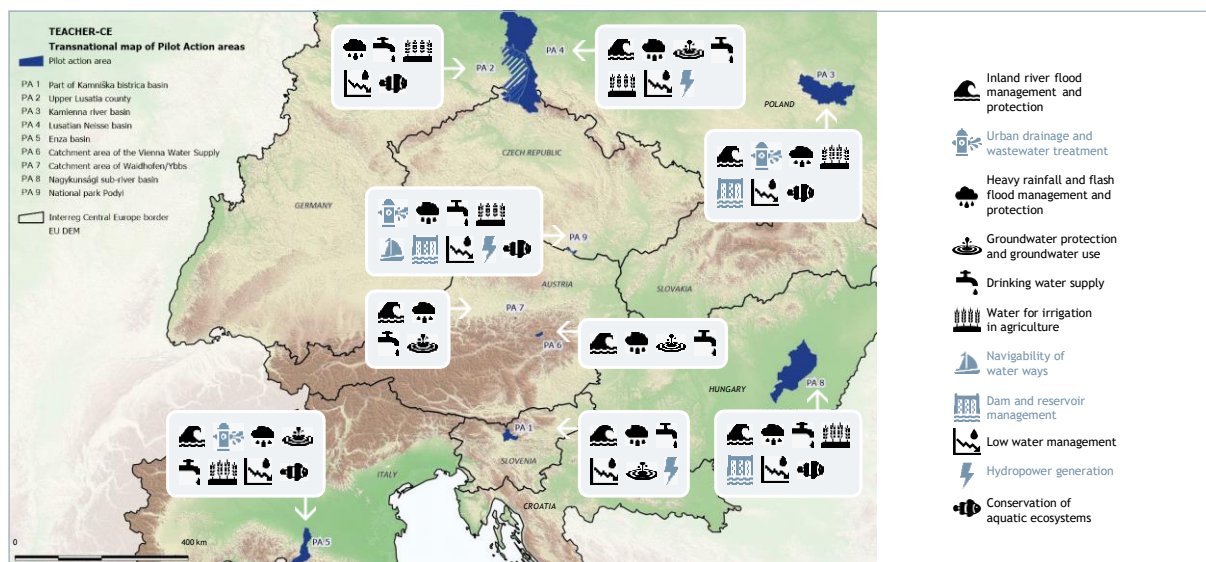 TEACHER-CE
Transnational map of Pilot Action areas
Pilot action area
PA 1 Part of Kamniška bistrica basin
PA 2 Upper Lusatia county
PA 3 Kamienna river basin
PA 4 Lusatian Neisse basin
PA 5 Enza basin
PA 6 Catchment area of the Vienna Water Supply
PA 7 Catchment area of Waidhofen/Ybbs
PA 8 Nagykunsági sub-river basin
PA 9 National park Podyi
Interreg Central Europe border
EU DEM
PA 2
PA 4
PA 3
POLAND
CZECH REPUBLIC
GERMANY
PA 9
AUSTRIA
SLOVAKIA
PA 7
PA 6
HUNGARY
PA 8
PA 1
SLOVENIA
ITALY
CROATIA
PA 5
0
400 km
Inland river flood
management and
protection
Urban drainage and
wastewater treatment
Heavy rainfall and flash
flood management and
protection
Groundwater protection
and groundwater use
Drinking water supply
Water for irrigation
in agriculture
Navigability of
water ways
Dam and reservoir
management
Low water management
Hydropower generation
Conservation of
aquatic ecosystems